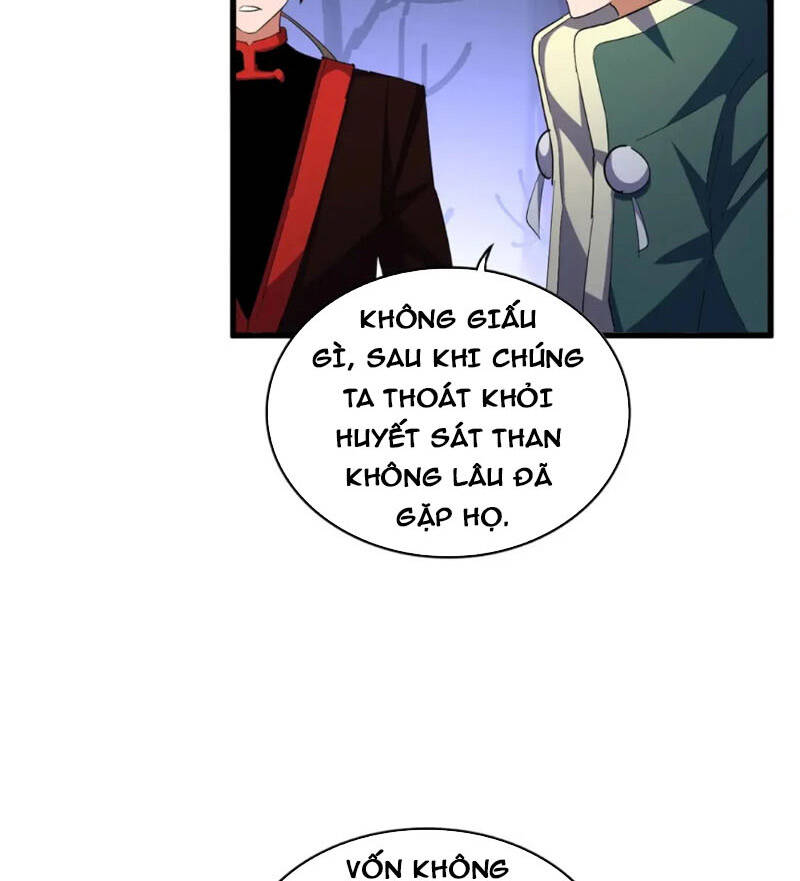 KHÔNG GIẤU
GÌ, SAU KHI CHÚNG
TA THOÁT KHỎI
HUYẾT SÁT THAN
KHÔNG LÂU ĐÃ
GẶP HỌ.
VỐN KHÔNG